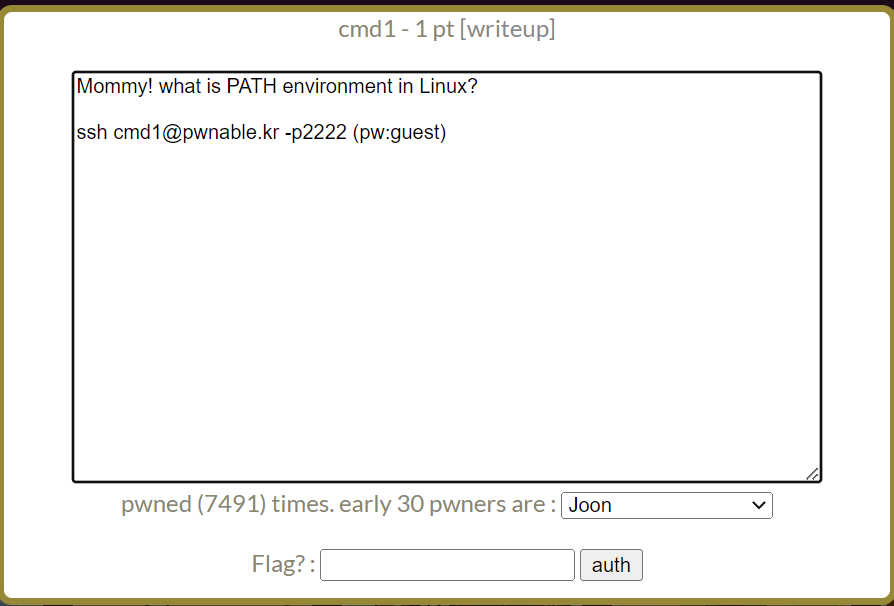 cmd1 - 1 pt [writeup]
Mommy! what is PATH environment in Linux?
ssh cmd1@pwnable.kr -p2222 (pw:guest)
pwned (7491) times. early 30 pwners are : Joon
Flag? : auth